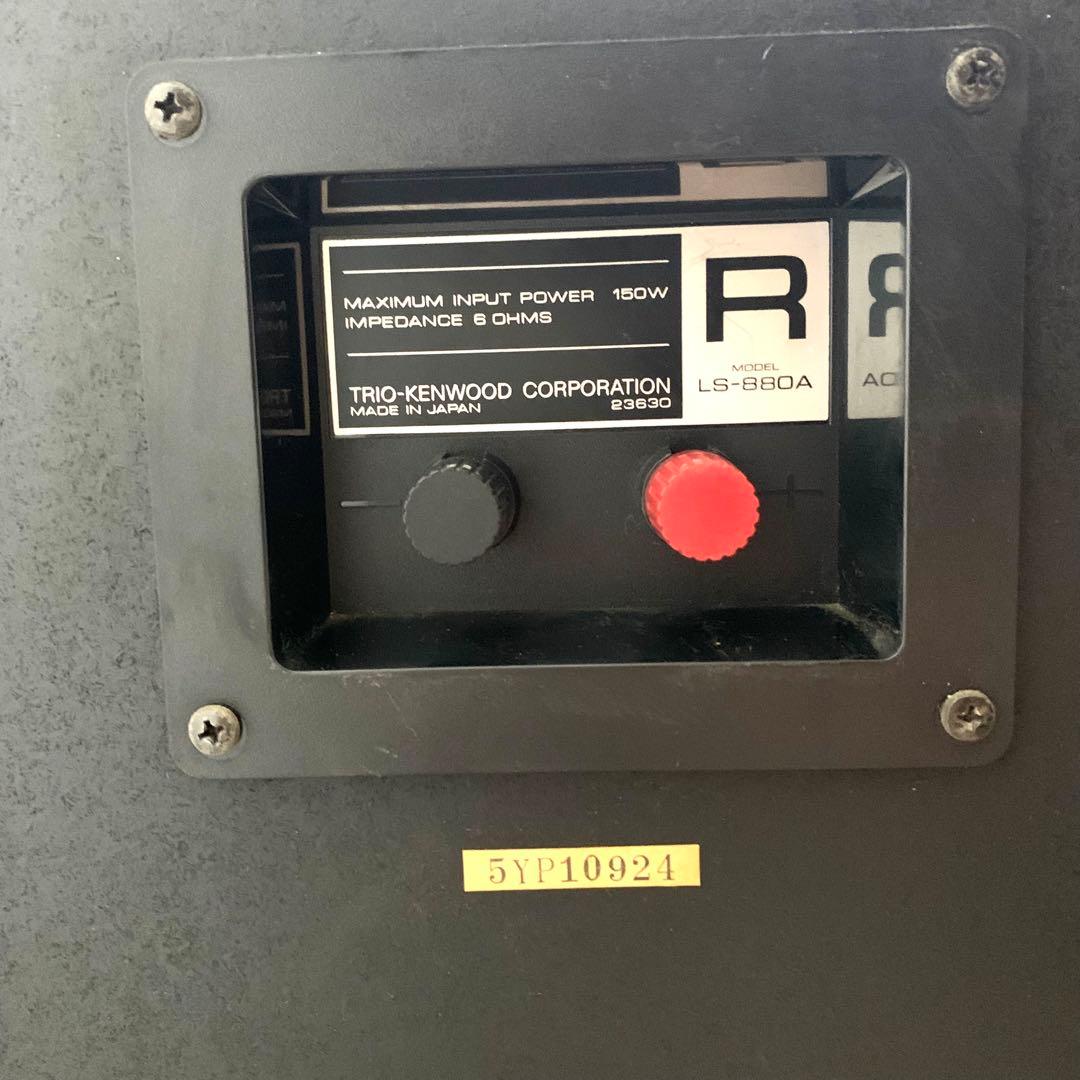 MAXIMUM INPUT POWER 150W
IMPEDANCE 6 OHMS
TRIO-KENWOOD CORPORATION
MADE IN JAPAN 23630
R
MODEL
LS-880A
- +
5YP10924